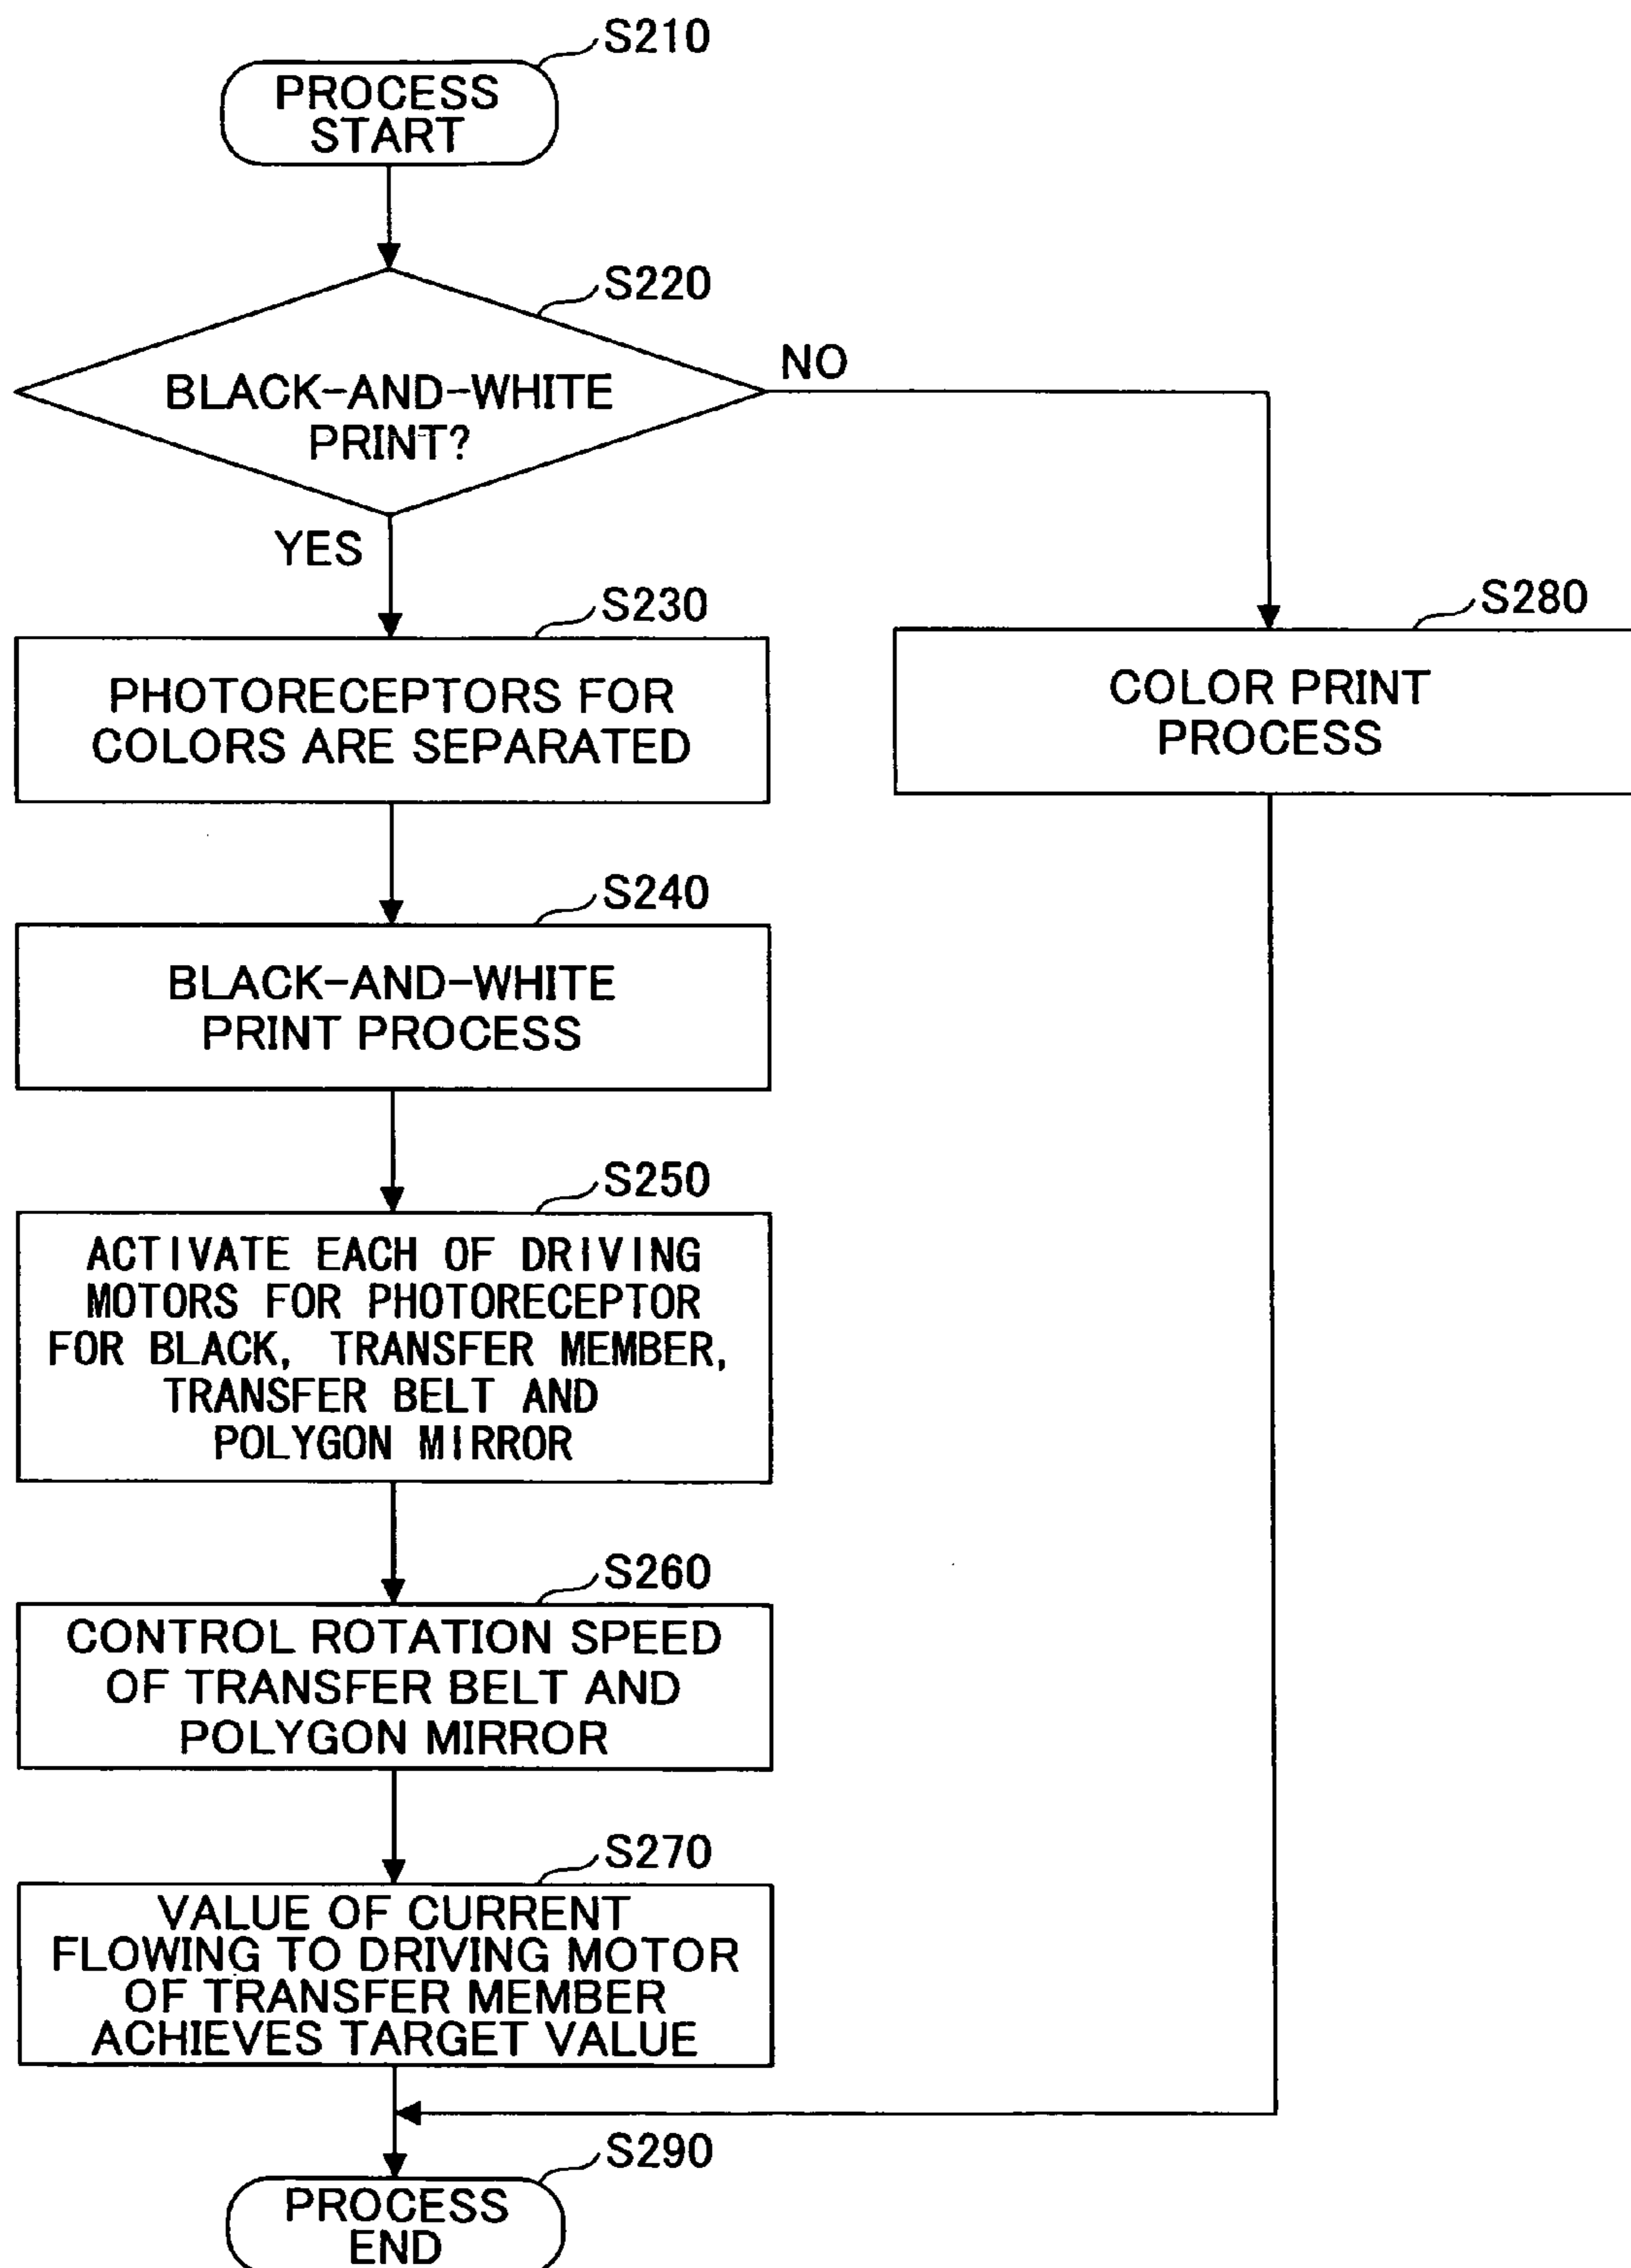 S210
PROCESS
START
S220
BLACK-AND-WHITE
PRINT?
NO
YES
S230
PHOTORECEPTORS FOR
COLORS ARE SEPARATED
S280
COLOR PRINT
PROCESS
S240
BLACK-AND-WHITE
PRINT PROCESS
S250
ACTIVATE EACH OF DRIVING
MOTORS FOR PHOTORECEPTOR
FOR BLACK, TRANSFER MEMBER,
TRANSFER BELT AND
POLYGON MIRROR
S260
CONTROL ROTATION SPEED
OF TRANSFER BELT AND
POLYGON MIRROR
S270
VALUE OF CURRENT
FLOWING TO DRIVING MOTOR
OF TRANSFER MEMBER
ACHIEVES TARGET VALUE
S290
PROCESS
END